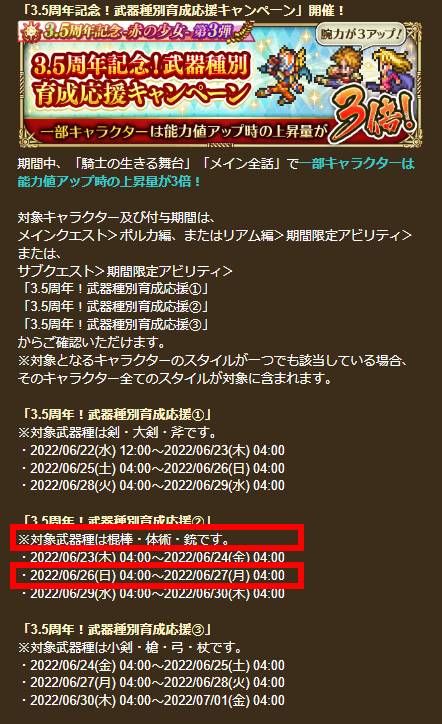 「3.5周年記念！武器種別育成応援キャンペーン」開催！
3.5周年記念-赤の少女-第3弾
腕力が3アップ！
3.5周年記念！武器種別
育成応援キャンペーン
一部キャラクターは能力値アップ時の上昇量が
3倍！
期間中、「騎士の生きる舞台」「メイン全話」で一部キャラクターは
能力値アップ時の上昇量が3倍！
対象キャラクター及び付与期間は、
メインクエスト＞ポルカ編、またはリアム編＞期間限定アビリティ＞
または、
サブクエスト＞期間限定アビリティ＞
「3.5周年！武器種別育成応援①」
「3.5周年！武器種別育成応援②」
「3.5周年！武器種別育成応援③」
からご確認いただけます。
※対象となるキャラクターのスタイルが一つでも該当している場合、
そのキャラクター全てのスタイルが対象に含まれます。
「3.5周年！武器種別育成応援①」
※対象武器種は剣・大剣・斧です。
・2022/06/22(水) 12:00～2022/06/23(木) 04:00
・2022/06/25(土) 04:00～2022/06/26(日) 04:00
・2022/06/28(火) 04:00～2022/06/29(水) 04:00
「3.5周年！武器種別育成応援②」
※対象武器種は棍棒・体術・銃です。
・2022/06/23(木) 04:00～2022/06/24(金) 04:00
・2022/06/26(日) 04:00～2022/06/27(月) 04:00
・2022/06/29(水) 04:00～2022/06/30(木) 04:00
「3.5周年！武器種別育成応援③」
※対象武器種は小剣・槍・弓・杖です。
・2022/06/24(金) 04:00～2022/06/25(土) 04:00
・2022/06/27(月) 04:00～2022/06/28(火) 04:00
・2022/06/30(木) 04:00～2022/07/01(金) 04:00